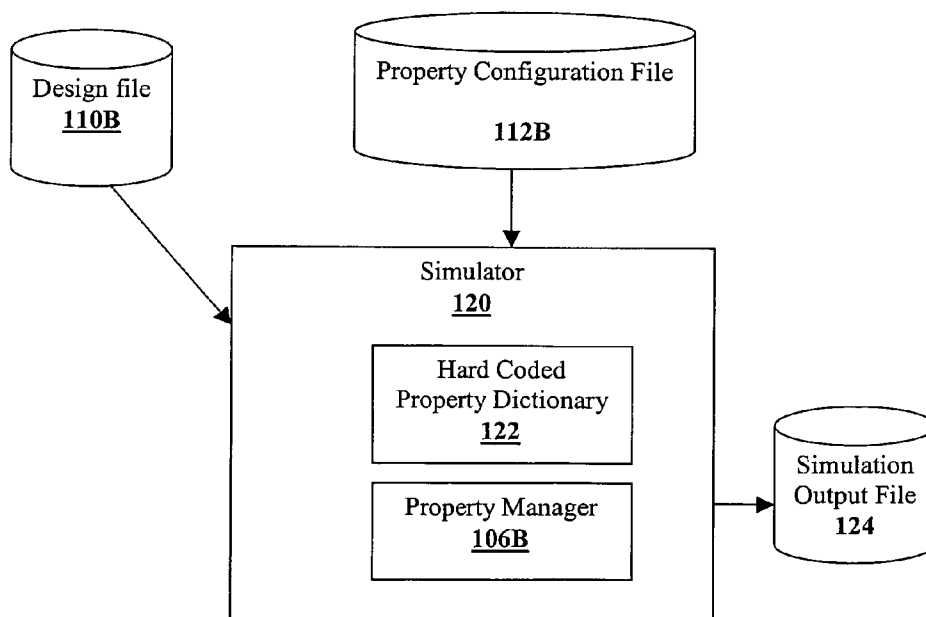 Design file
110B
Property Configuration File
112B
Simulator
120
Hard Coded
Property Dictionary
122
Property Manager
106B
Simulation
Output File
124